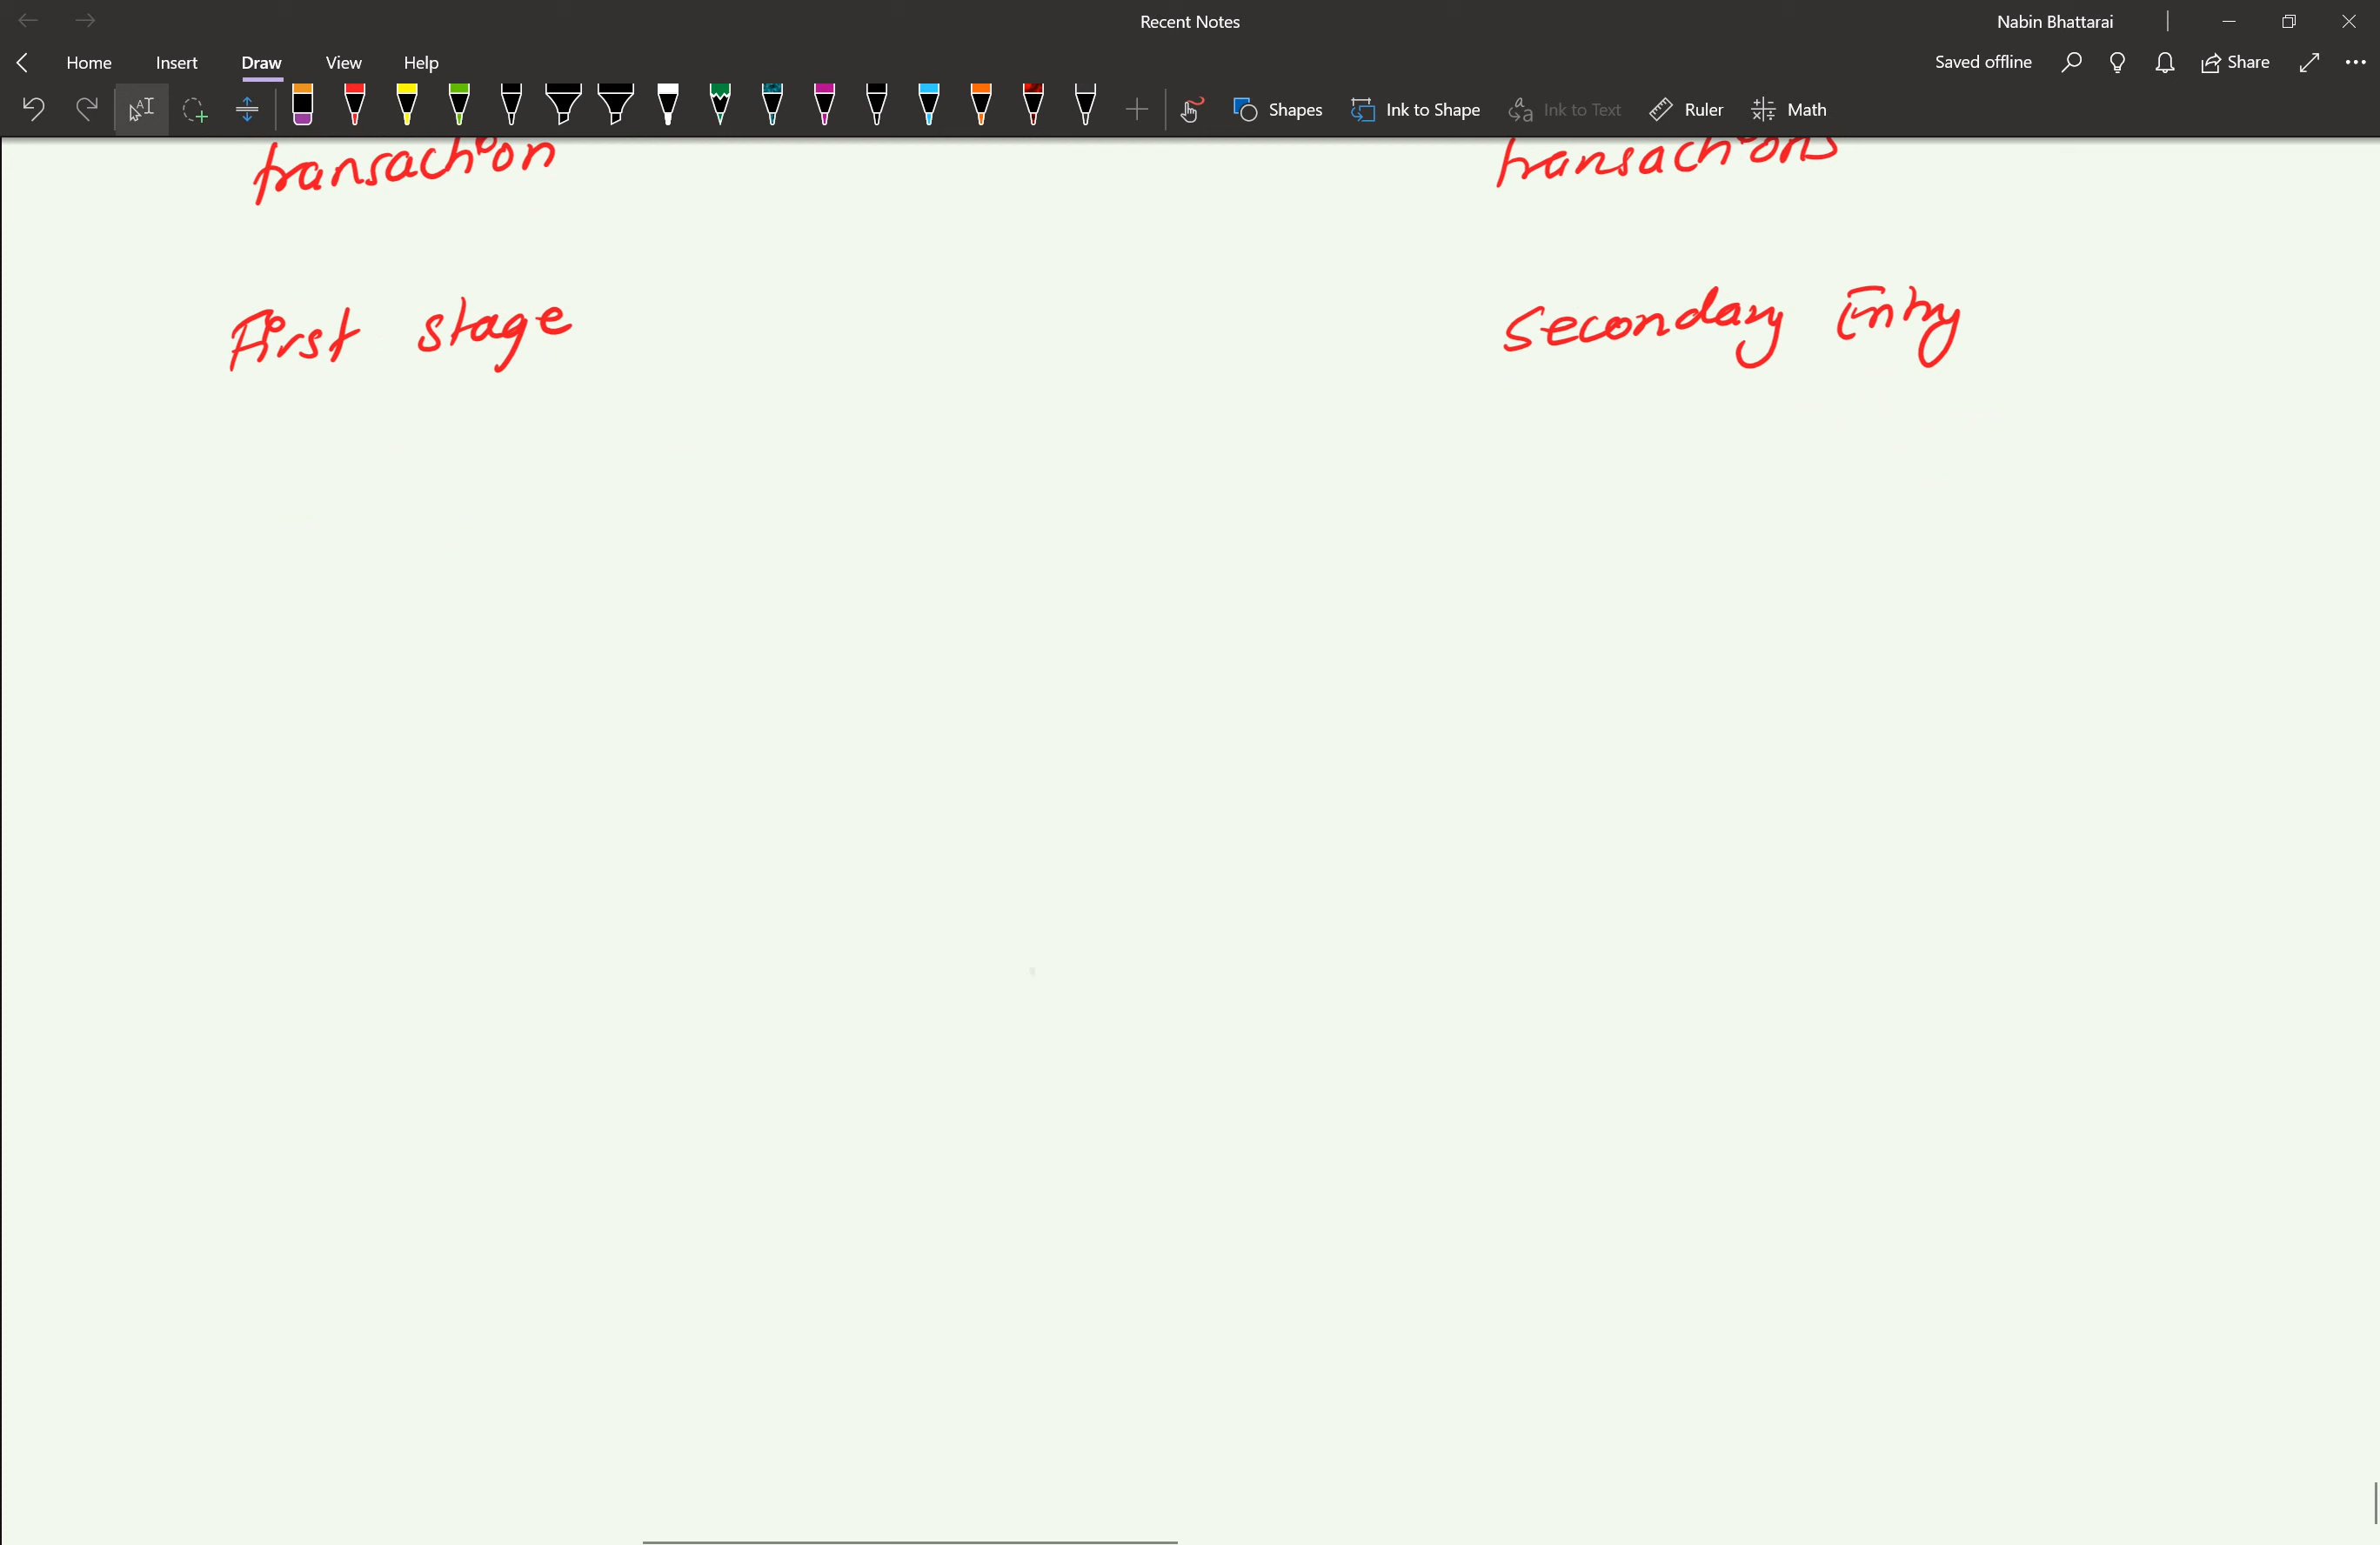 Recent Notes
Nabin Bhattarai
Home Insert Draw View Help
Saved offline
Share
Shapes
Ink to Shape
Ink to Text
Ruler
Math
transaction
transactions
First stage
secondary Entry